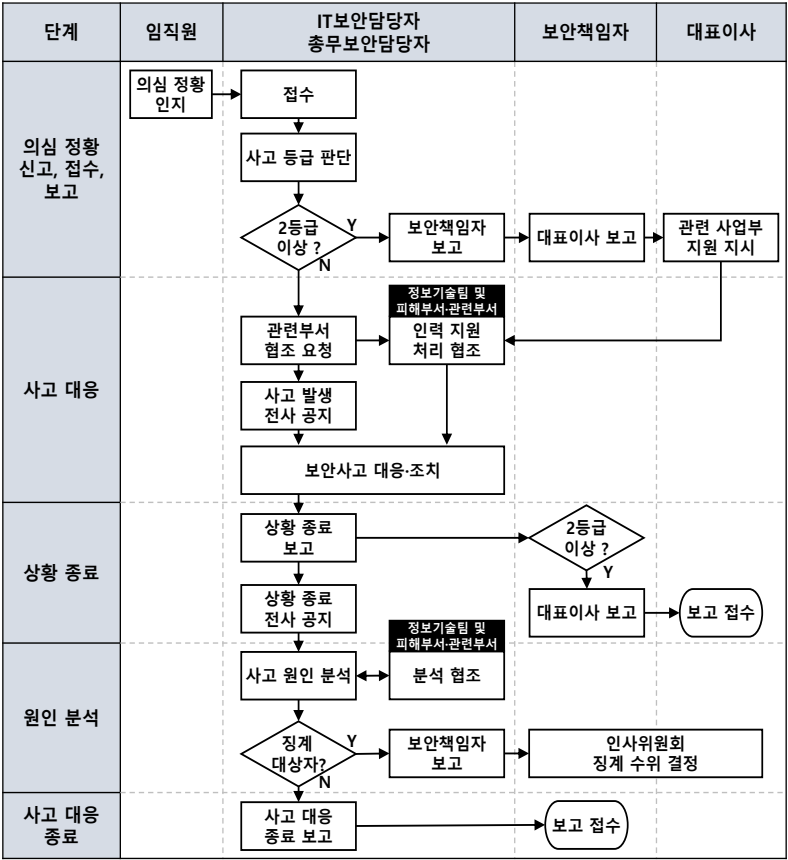 단계
임직원
IT보안담당자
총무보안담당자
보안책임자
대표이사
의심 정황
신고, 접수,
보고
의심 정황
인지
접수
사고 등급 판단
2등급
이상 ?
Y
N
보안책임자
보고
대표이사 보고
관련 사업부
지원 지시
사고 대응
관련부서
협조 요청
정보기술팀 및
피해부서·관련부서
인력 지원
처리 협조
사고 발생
전사 공지
보안사고 대응·조치
상황 종료
상황 종료
보고
2등급
이상 ?
Y
대표이사 보고
보고 접수
상황 종료
전사 공지
원인 분석
사고 원인 분석
정보기술팀 및
피해부서·관련부서
분석 협조
징계
대상자?
Y
N
보안책임자
보고
인사위원회
징계 수위 결정
사고 대응
종료
사고 대응
종료 보고
보고 접수